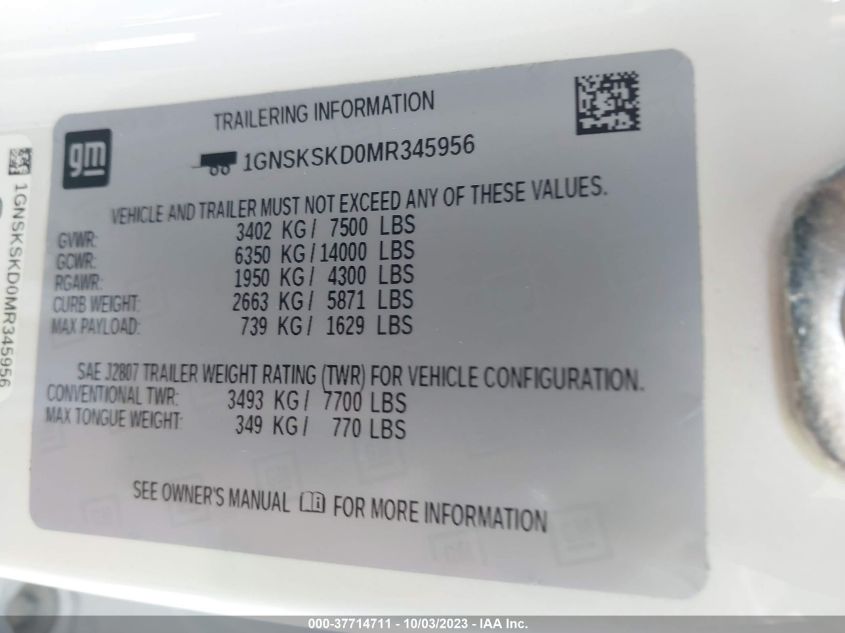 TRAILERING INFORMATION
gm
1GNSKSKD0MR345956
VEHICLE AND TRAILER MUST NOT EXCEED ANY OF THESE VALUES.
GVWR: 3402 KG / 7500 LBS
GCWR: 6350 KG / 14000 LBS
RGAWR: 1950 KG / 4300 LBS
CURB WEIGHT: 2663 KG / 5871 LBS
MAX PAYLOAD: 739 KG / 1629 LBS
SAE J2807 TRAILER WEIGHT RATING (TWR) FOR VEHICLE CONFIGURATION.
CONVENTIONAL TWR: 3493 KG / 7700 LBS
MAX TONGUE WEIGHT: 349 KG / 770 LBS
SEE OWNER'S MANUAL FOR MORE INFORMATION
1GNSKSKD0MR345956
000-37714711 - 10/03/2023 - IAA Inc.